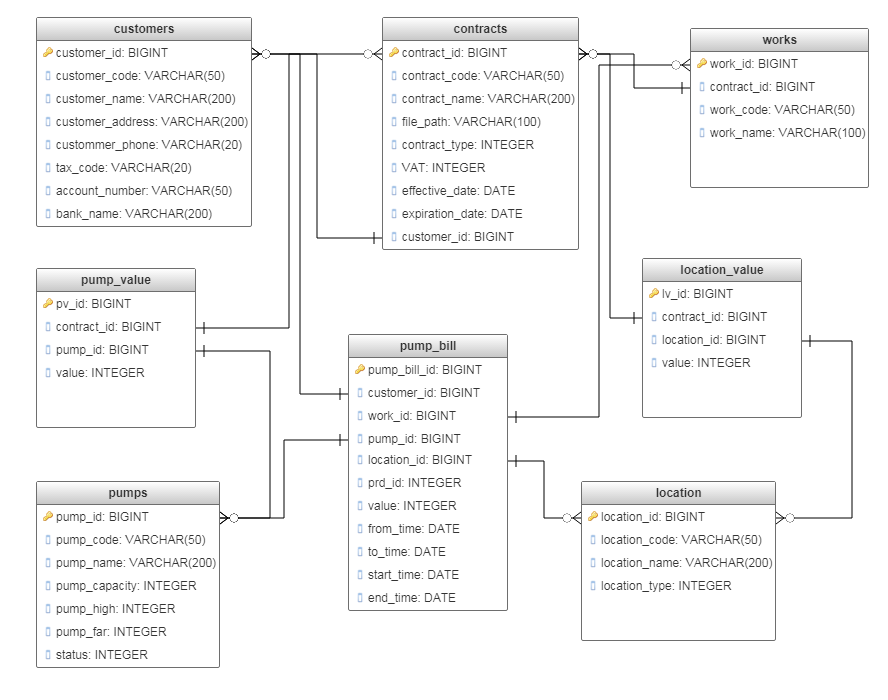 customers
customer_id: BIGINT
customer_code: VARCHAR(50)
customer_name: VARCHAR(200)
customer_address: VARCHAR(200)
custommer_phone: VARCHAR(20)
tax_code: VARCHAR(20)
account_number: VARCHAR(50)
bank_name: VARCHAR(200)
contracts
contract_id: BIGINT
contract_code: VARCHAR(50)
contract_name: VARCHAR(200)
file_path: VARCHAR(100)
contract_type: INTEGER
VAT: INTEGER
effective_date: DATE
expiration_date: DATE
customer_id: BIGINT
works
work_id: BIGINT
contract_id: BIGINT
work_code: VARCHAR(50)
work_name: VARCHAR(100)
pump_value
pv_id: BIGINT
contract_id: BIGINT
pump_id: BIGINT
value: INTEGER
location_value
lv_id: BIGINT
contract_id: BIGINT
location_id: BIGINT
value: INTEGER
pump_bill
pump_bill_id: BIGINT
customer_id: BIGINT
work_id: BIGINT
pump_id: BIGINT
location_id: BIGINT
prd_id: INTEGER
value: INTEGER
from_time: DATE
to_time: DATE
start_time: DATE
end_time: DATE
pumps
pump_id: BIGINT
pump_code: VARCHAR(50)
pump_name: VARCHAR(200)
pump_capacity: INTEGER
pump_high: INTEGER
pump_far: INTEGER
status: INTEGER
location
location_id: BIGINT
location_code: VARCHAR(50)
location_name: VARCHAR(200)
location_type: INTEGER